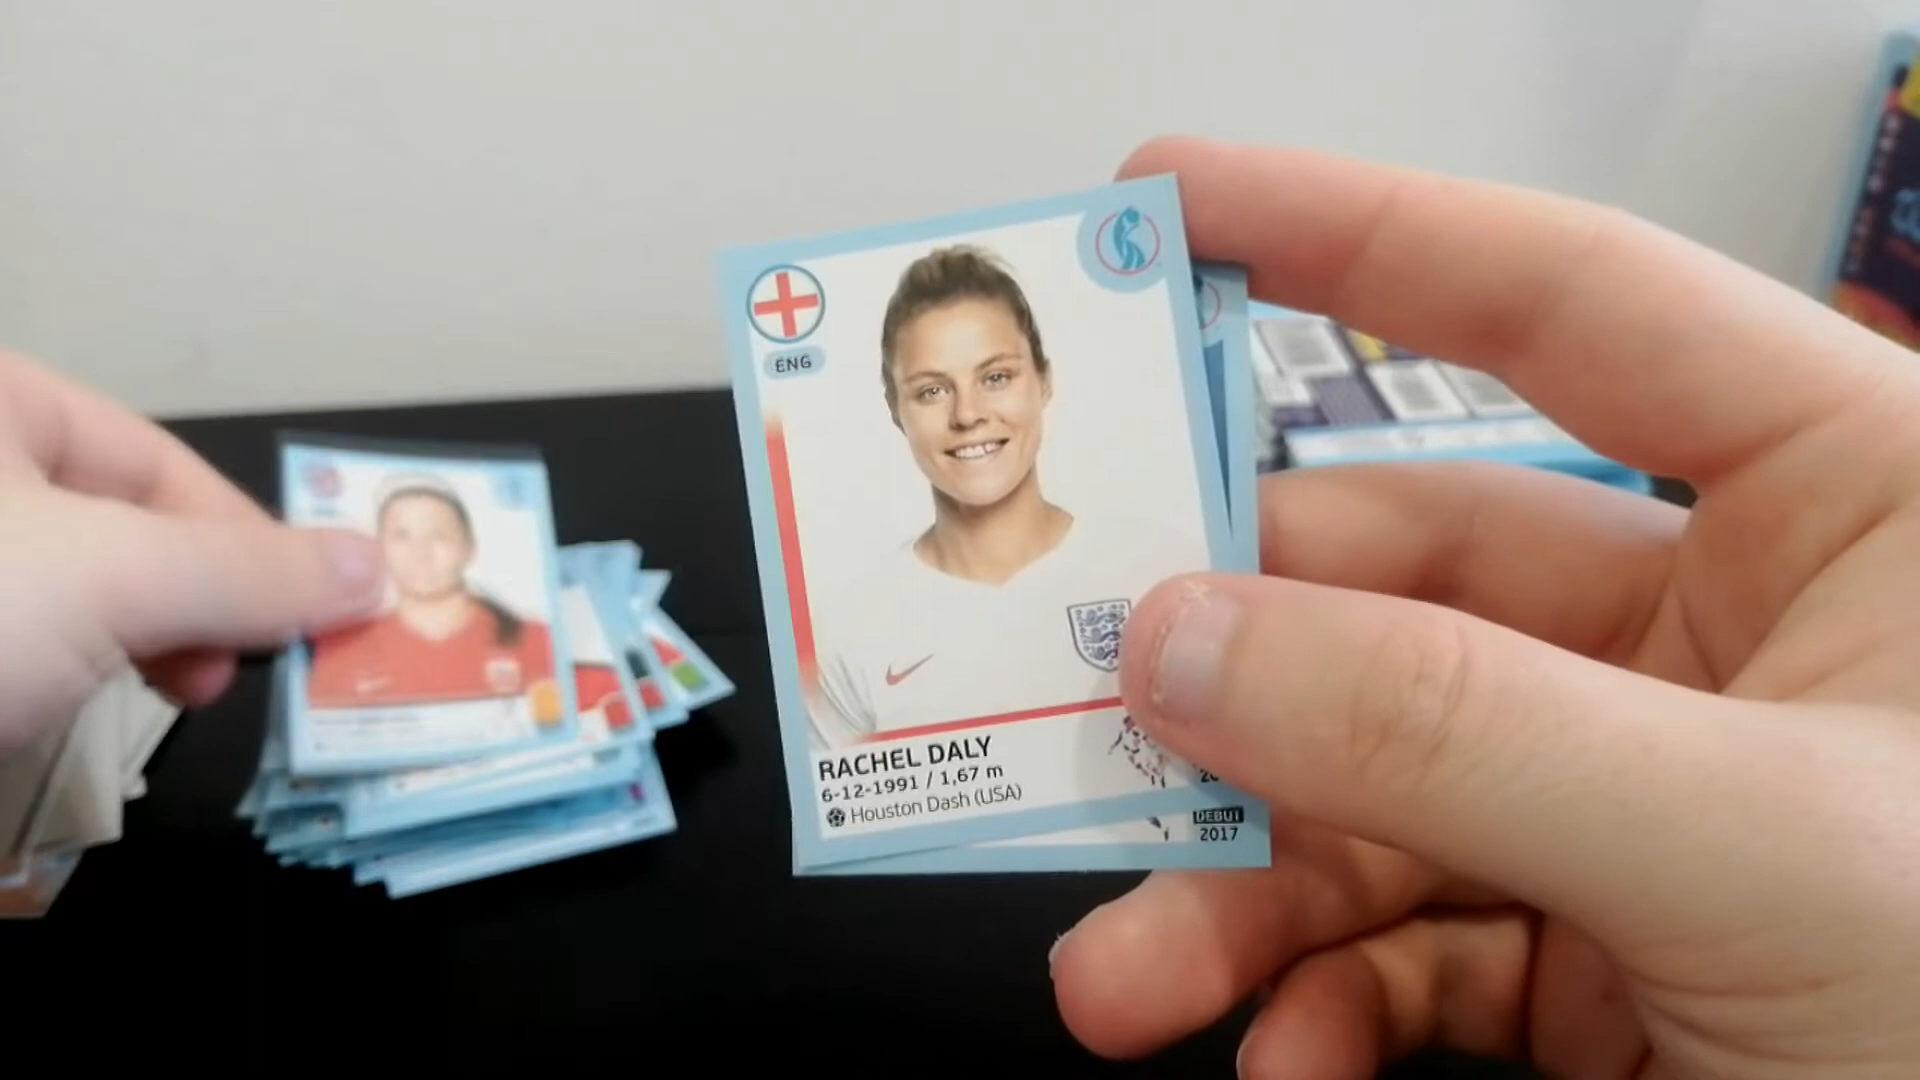 ENG
RACHEL DALY
6-12-1991 / 1,67 m
Houston Dash (USA)
DEBUT
2017